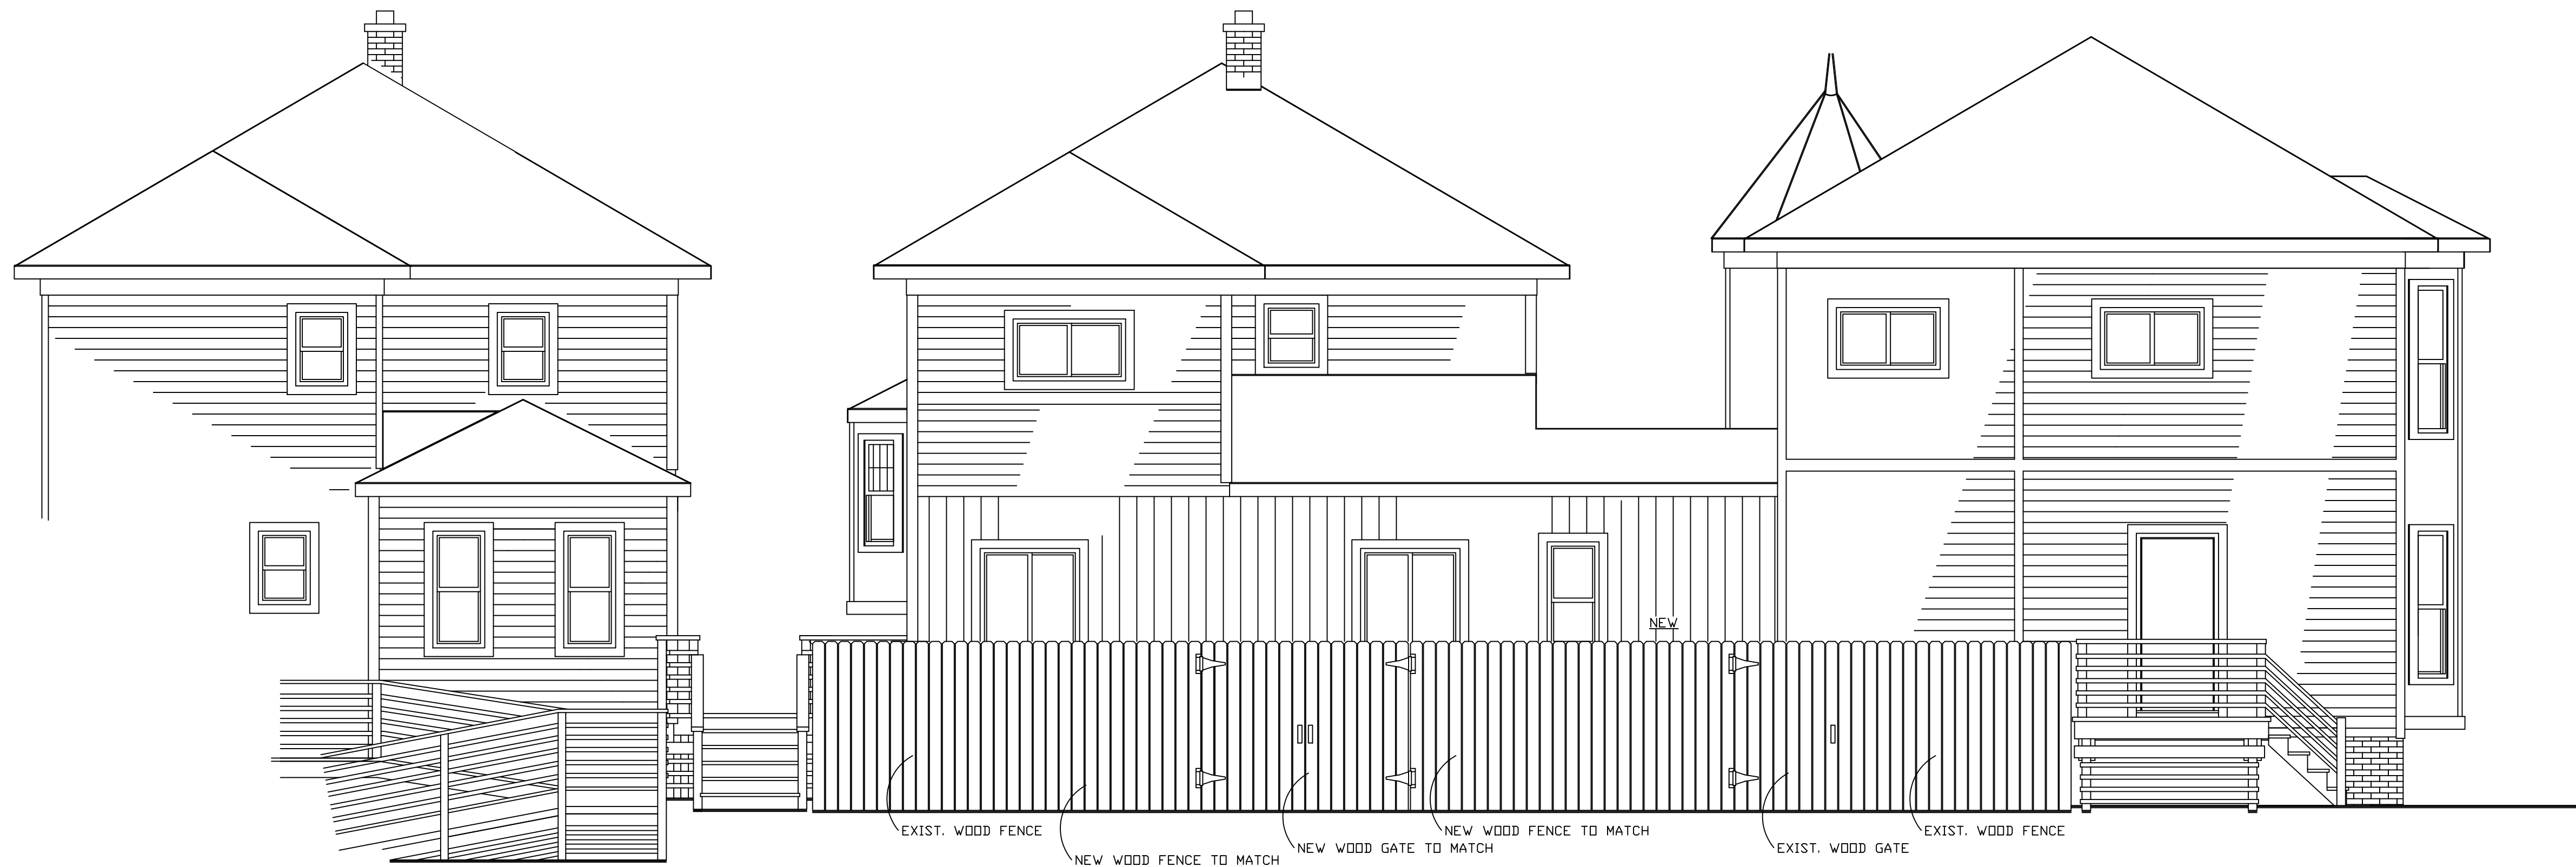 NEW
EXIST. WOOD FENCE
NEW WOOD FENCE TO MATCH
NEW WOOD GATE TO MATCH
NEW WOOD FENCE TO MATCH
EXIST. WOOD GATE
EXIST. WOOD FENCE